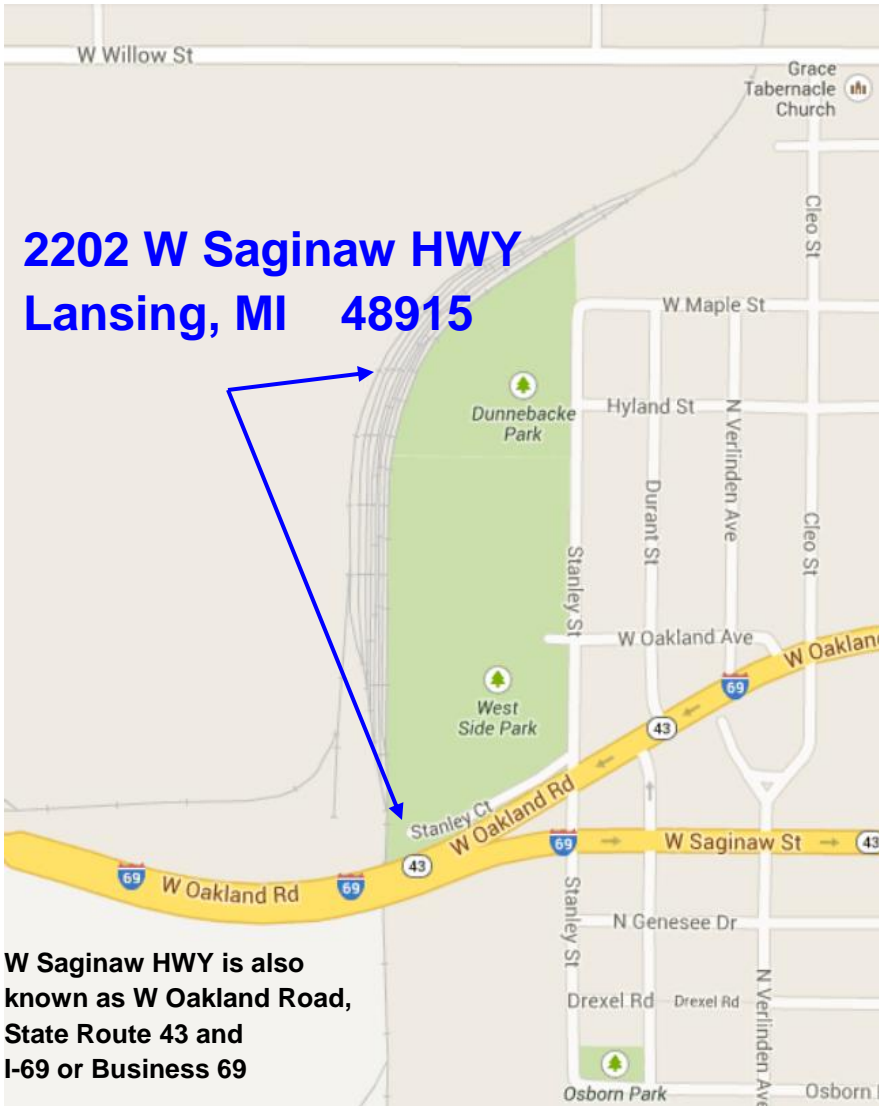 W Willow St
Grace
Tabernacle
Church
Cleo St
2202 W Saginaw HWY
Lansing, MI 48915
W Maple St
Dunnebacke
Park
Hyland St
N Verlinden Ave
Durant St
Cleo St
Stanley St
W Oakland Ave
W Oakland
69
West
Side Park
43
Stanley Ct
W Oakland Rd
69
W Saginaw St
43
43
69
W Oakland Rd
69
Stanley St
N Genesee Dr
W Saginaw HWY is also
known as W Oakland Road,
State Route 43 and
I-69 or Business 69
Drexel Rd
Drexel Rd
N Verlinden Ave
Osborn Park
Osborn